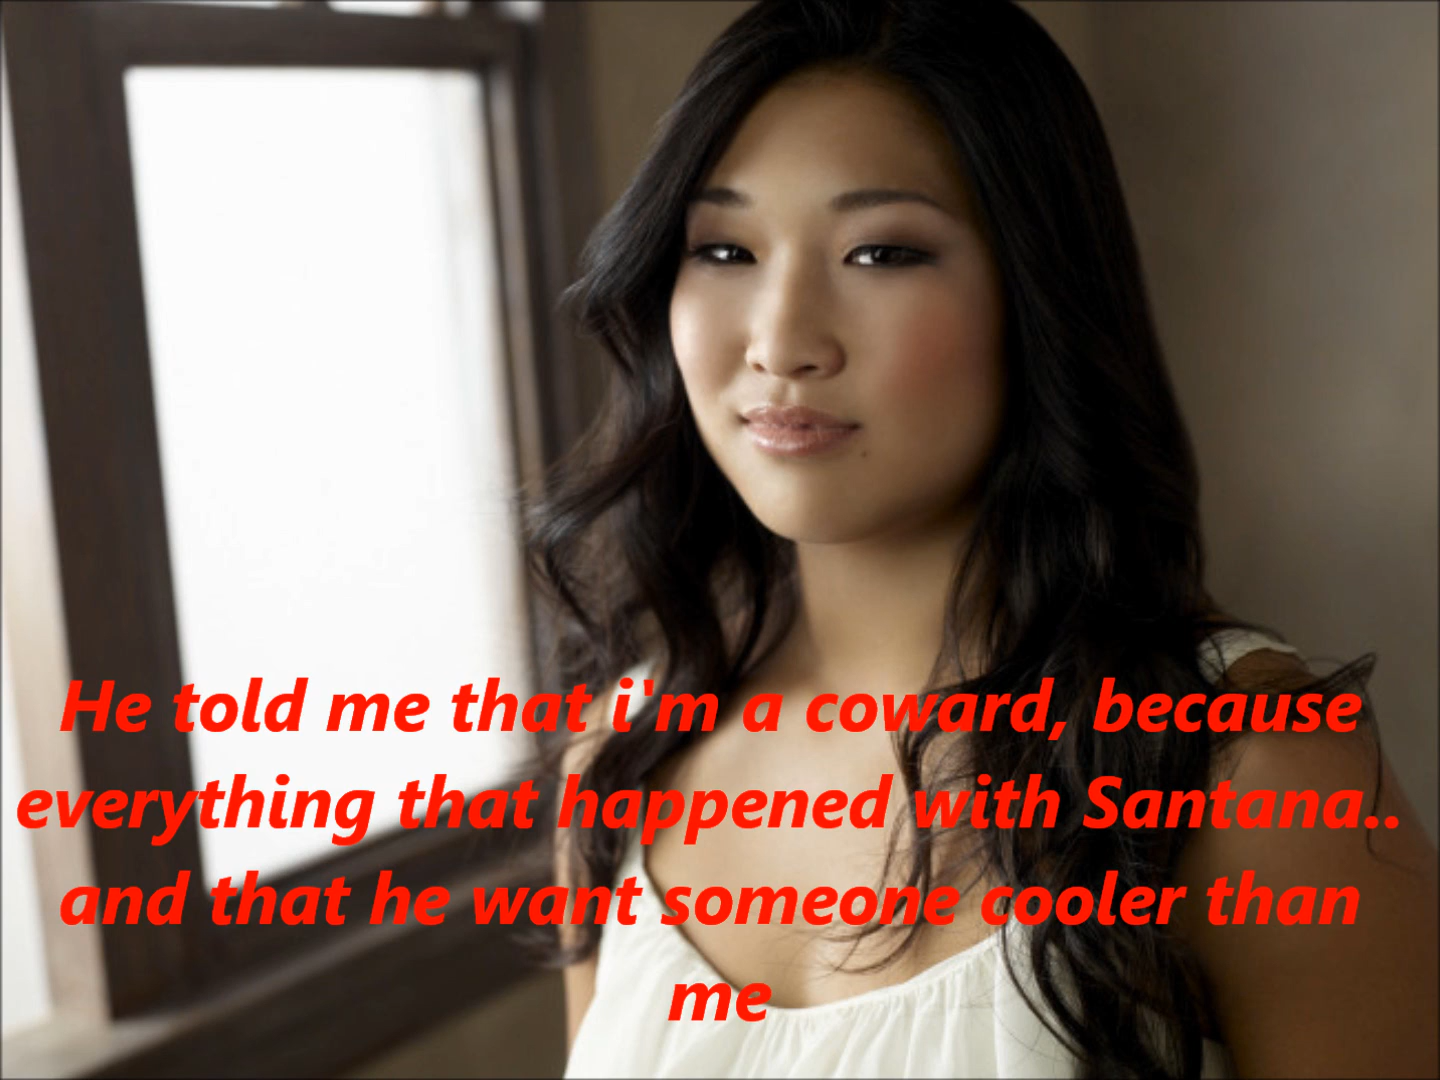 He told me that i'm a coward, because
everything that happened with Santana..
and that he want someone cooler than
me